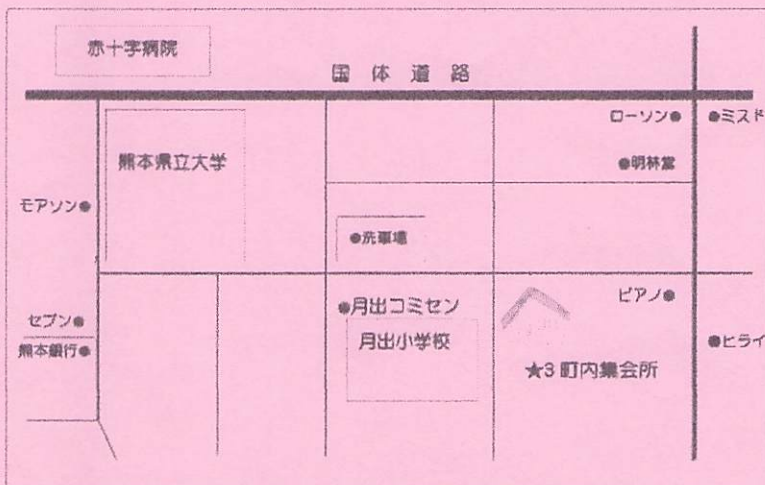 赤十字病院
国体道路
ローソン●
●ミスド
熊本県立大学
●明林堂
モアソン●
●洗車場
●月出コミセン
ピアノ●
セブン●
月出小学校
熊本銀行●
●ヒライ
★3町内集会所